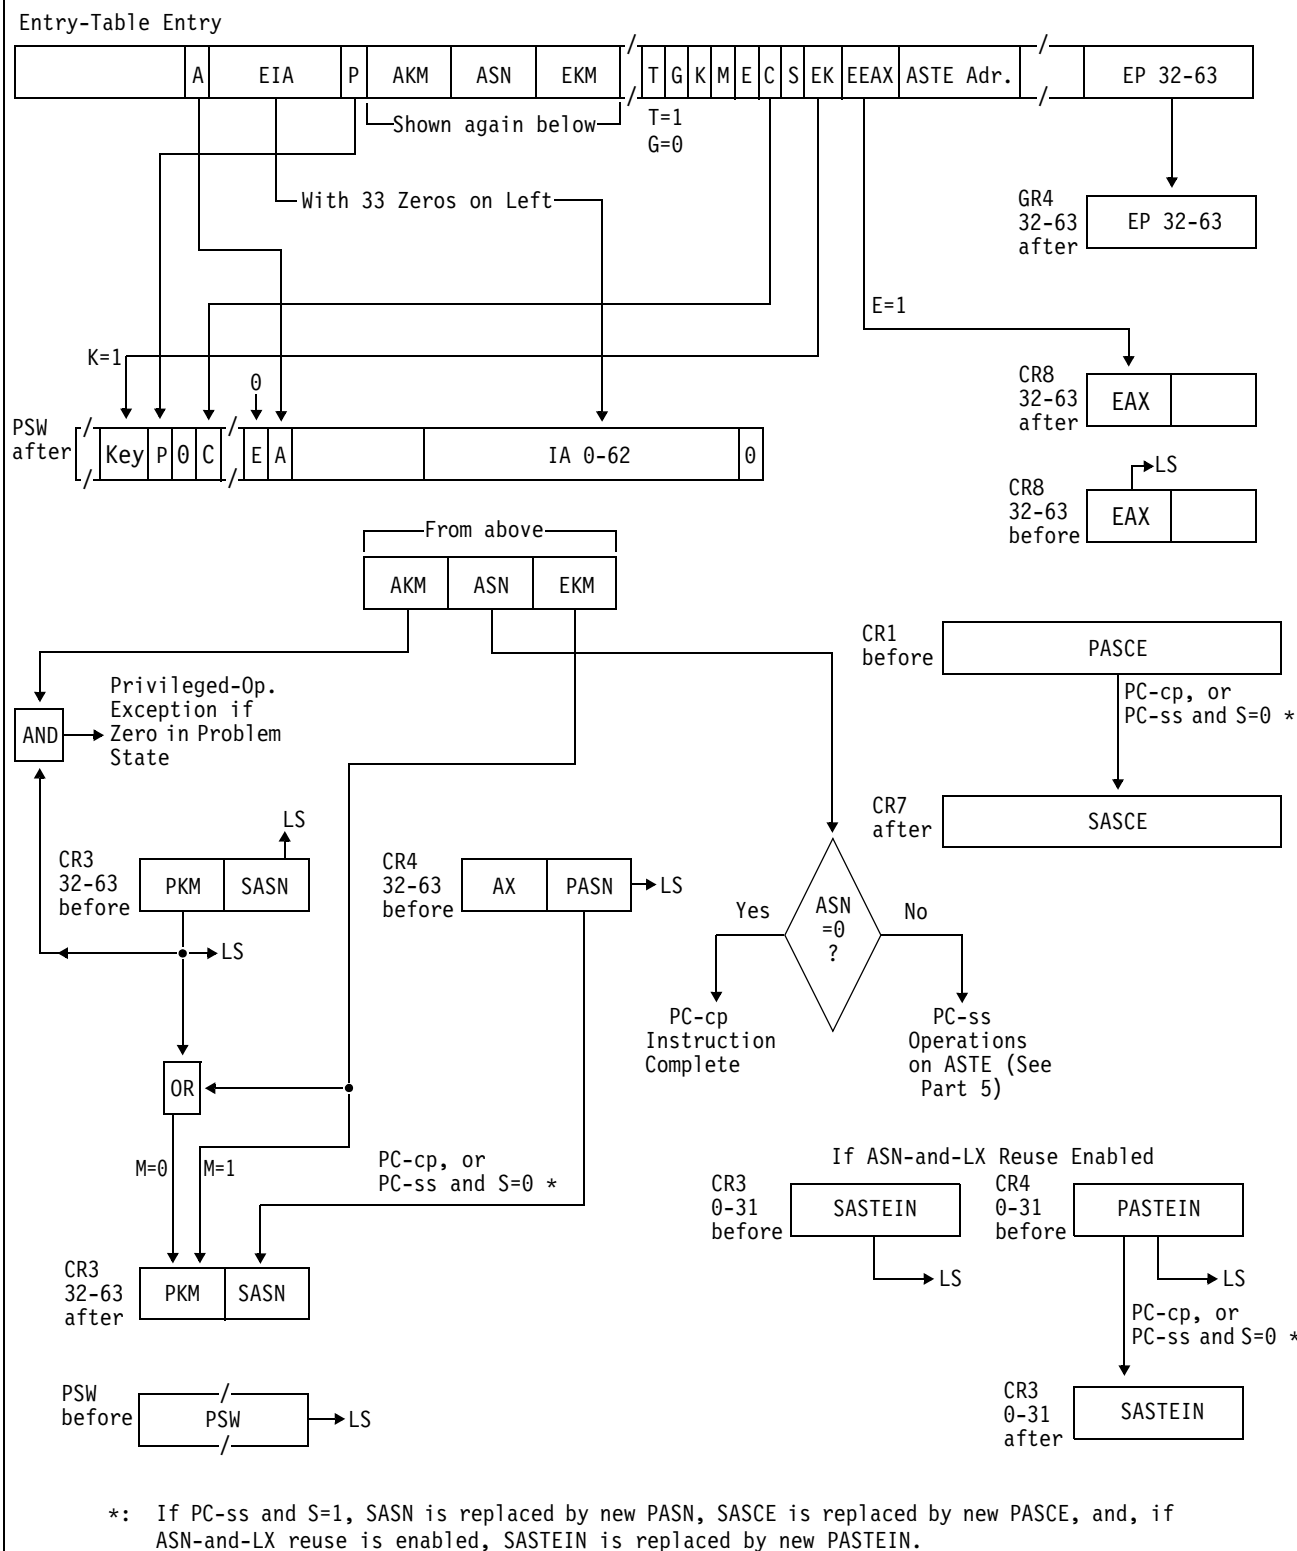 Entry-Table Entry
A EIA P AKM ASN EKM T G K M E C S EK EEAX ASTE Adr. EP 32-63
Shown again below
T=1
G=0
With 33 Zeros on Left
GR4
32-63
after
EP 32-63
E=1
K=1
0
CR8
32-63
after
EAX
PSW
after
Key P 0 C E A IA 0-62 0
LS
CR8
32-63
before
EAX
From above
AKM ASN EKM
CR1
before
PASCE
Privileged-Op.
Exception if
Zero in Problem
State
AND
PC-cp, or
PC-ss and S=0 *
CR7
after
SASCE
LS
CR3
32-63
before
PKM SASN
CR4
32-63
before
AX PASN
LS
Yes
ASN
=0
?
No
LS
PC-cp
Instruction
Complete
PC-ss
Operations
on ASTE (See
Part 5)
OR
M=0
M=1
PC-cp, or
PC-ss and S=0 *
If ASN-and-LX Reuse Enabled
CR3
0-31
before
SASTEIN
CR4
0-31
before
PASTEIN
LS
LS
CR3
32-63
after
PKM SASN
PC-cp, or
PC-ss and S=0 *
PSW
before
PSW
LS
CR3
0-31
after
SASTEIN
*: If PC-ss and S=1, SASN is replaced by new PASN, SASCE is replaced by new PASCE, and, if
ASN-and-LX reuse is enabled, SASTEIN is replaced by new PASTEIN.